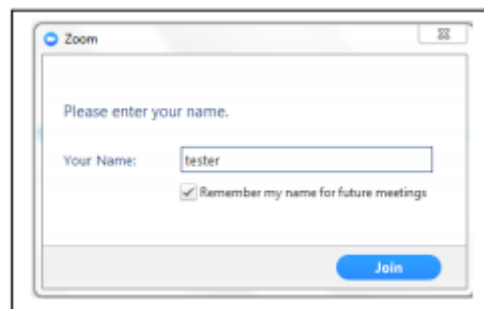 Zoom
Please enter your name.
Your Name: tester
Remember my name for future meetings
Join